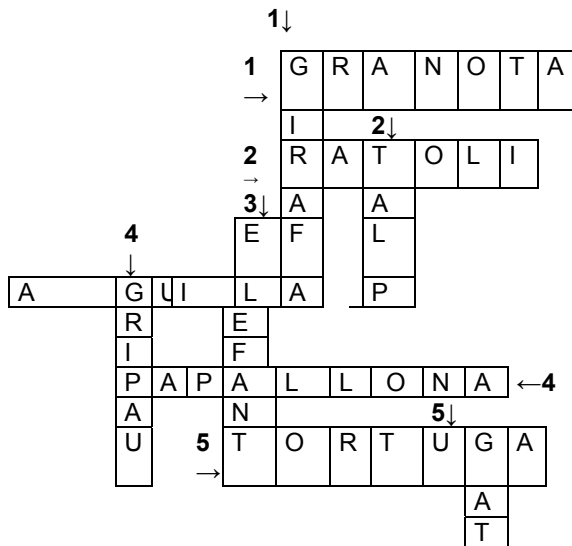 1↓
1 G R A N O T A
→
I 2↓
2 R A T O L I
→
3↓ A A
4 E F L
↓
A G U I L A P
R E
I F
P A P A L L O N A ←4
A N 5↓
U 5 T O R T U G A
→
A
T